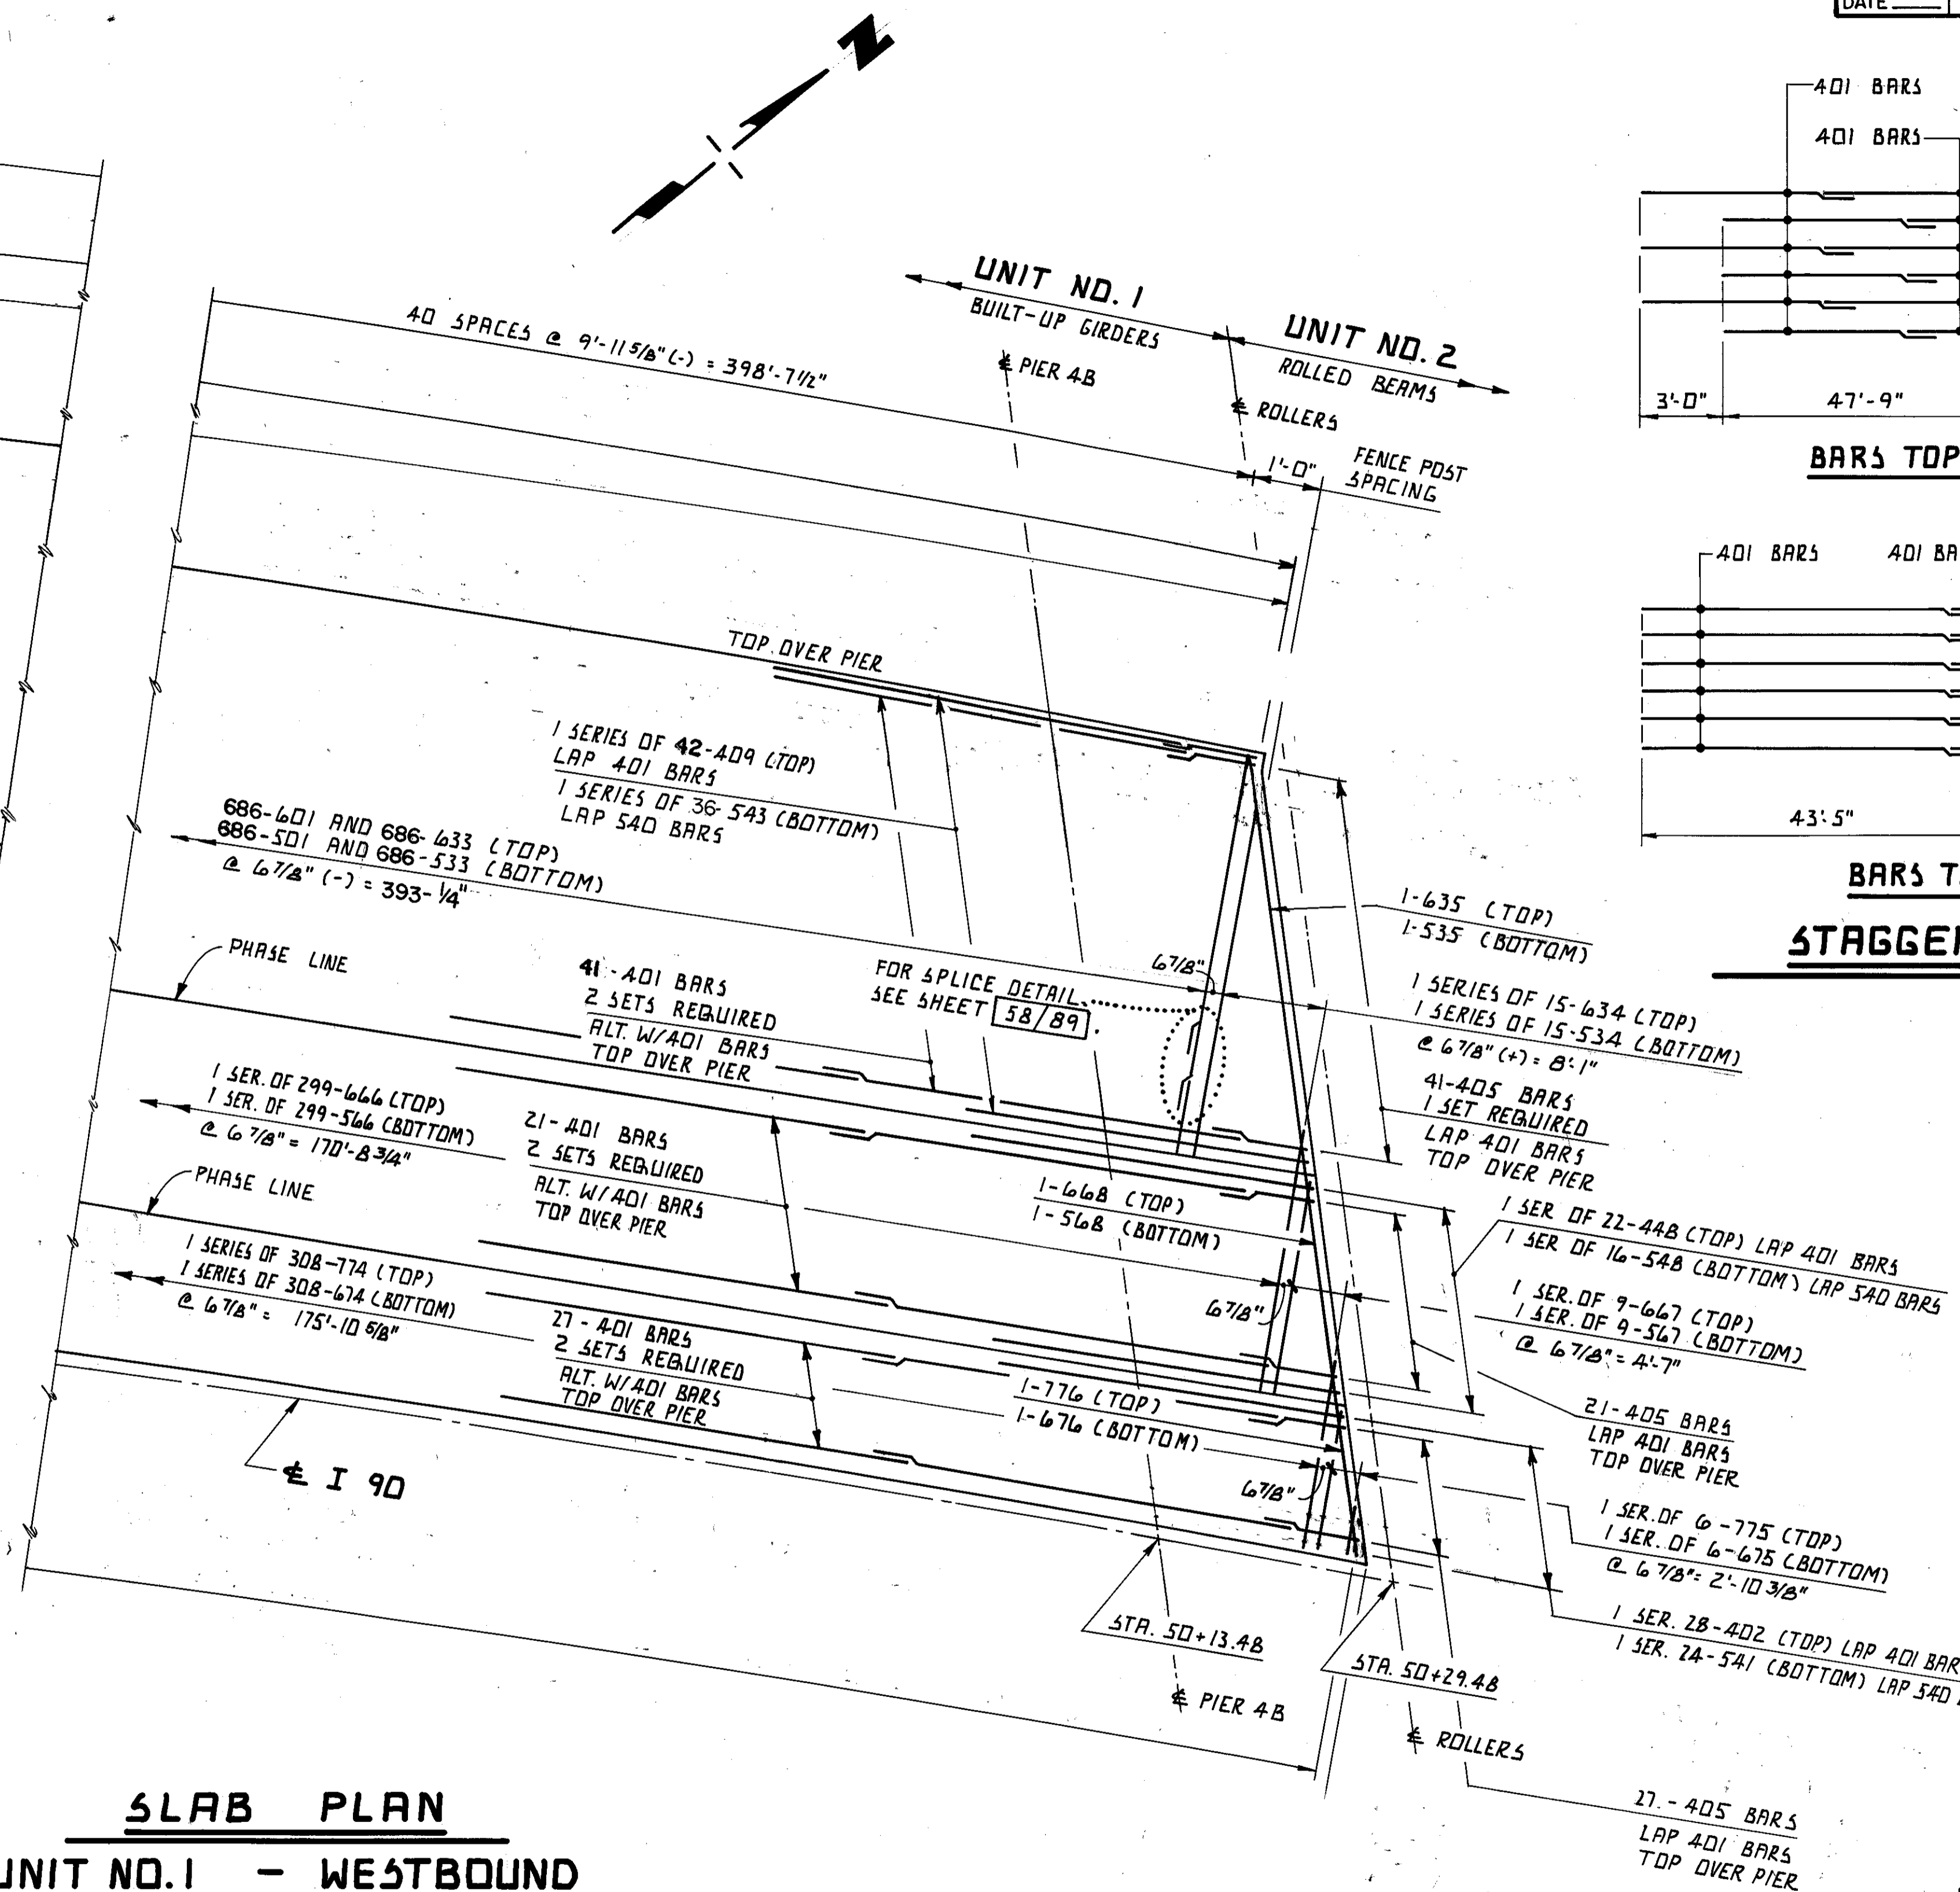 DATE
N
401 BARS
401 BARS
3'-0"
47'-9"
BARS TOP
401 BARS
43'-5"
UNIT NO. 1
BUILT-UP GIRDERS
UNIT NO. 2
ROLLED BEAMS
40 SPACES @ 9'-11 5/8" (-) = 398'-7 1/2"
℄ PIER 4B
℄ ROLLERS
1'-0"
FENCE POST
SPACING
TOP OVER PIER
1 SERIES OF 42-409 (TOP)
LAP 401 BARS
1 SERIES OF 36-543 (BOTTOM)
LAP 540 BARS
686-601 AND 686-633 (TOP)
686-501 AND 686-533 (BOTTOM)
@ 6 7/8" (-) = 393-1/4"
PHASE LINE
41-401 BARS
2 SETS REQUIRED
ALT. W/401 BARS
TOP OVER PIER
FOR SPLICE DETAIL
SEE SHEET 58/89.
6 7/8"
1-635 (TOP)
1-535 (BOTTOM)
1 SERIES OF 15-634 (TOP)
1 SERIES OF 15-534 (BOTTOM)
@ 6 7/8" (+) = 8'-1"
41-405 BARS
1 SET REQUIRED
LAP 401 BARS
TOP OVER PIER
1 SER. OF 299-666 (TOP)
1 SER. OF 299-566 (BOTTOM)
@ 6 7/8" = 170'-8 3/4"
PHASE LINE
21-401 BARS
2 SETS REQUIRED
ALT. W/401 BARS
TOP OVER PIER
1-668 (TOP)
1-568 (BOTTOM)
6 7/8"
1 SER OF 22-448 (TOP) LAP 401 BARS
1 SER OF 16-548 (BOTTOM) LAP 540 BARS
1 SER. OF 9-667 (TOP)
1 SER. OF 9-567 (BOTTOM)
@ 6 7/8" = 4'-7"
1 SERIES OF 308-774 (TOP)
1 SERIES OF 308-674 (BOTTOM)
@ 6 7/8" = 175'-10 5/8"
27-401 BARS
2 SETS REQUIRED
ALT. W/401 BARS
TOP OVER PIER
1-776 (TOP)
1-676 (BOTTOM)
6 7/8"
21-405 BARS
LAP 401 BARS
TOP OVER PIER
1 SER. OF 6-775 (TOP)
1 SER. OF 6-675 (BOTTOM)
@ 6 7/8" = 2'-10 3/8"
1 SER. 28-402 (TOP) LAP 401
1 SER. 24-541 (BOTTOM) LAP 540
℄ I 90
STA. 50+13.48
STA. 50+29.48
℄ PIER 4B
℄ ROLLERS
27-405 BARS
LAP 401 BARS
TOP OVER PIER
SLAB PLAN
UNIT NO.1 - WESTBOUND